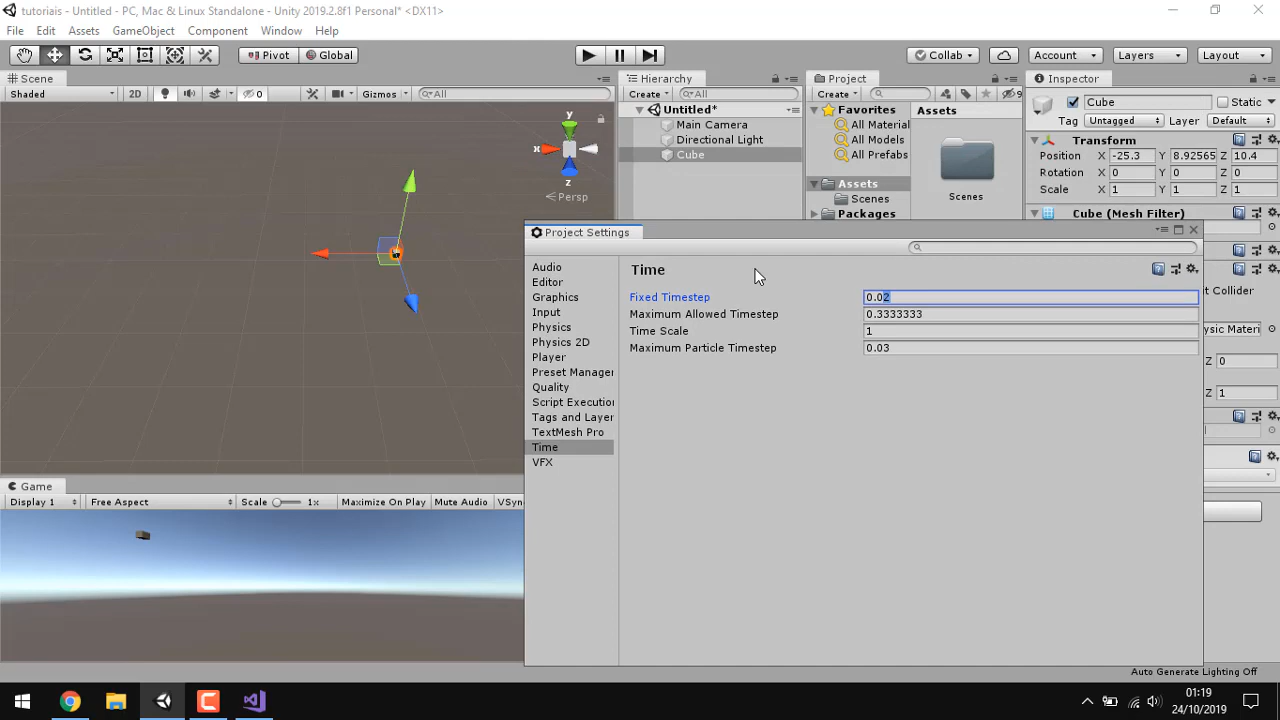 tutoriais - Untitled - PC, Mac & Linux Standalone - Unity 2019.2.8f1 Personal* <DX11>
File Edit Assets GameObject Component Window Help
Pivot Global Collab Account Layers Layout
Scene
Shaded 2D 0 Gizmos All
y
x
z
Persp
Hierarchy
Create All
Untitled*
Main Camera
Directional Light
Cube
Project
Create 9
Favorites
All Material
All Models
All Prefabs
Assets
Scenes
Packages
Assets
Scenes
Inspector
Cube Static
Tag Untagged Layer Default
Transform
Position X -25.3 Y 8.92565 Z 10.4
Rotation X 0 Y 0 Z 0
Scale X 1 Y 1 Z 1
Cube (Mesh Filter)
t Collider
ysic Materi
Z 0
Z 1
Project Settings
Audio
Editor
Graphics
Input
Physics
Physics 2D
Player
Preset Manager
Quality
Script Executio
Tags and Layer
TextMesh Pro
Time
VFX
Time
Fixed Timestep 0.02
Maximum Allowed Timestep 0.3333333
Time Scale 1
Maximum Particle Timestep 0.03
Game
Display 1 Free Aspect Scale 1x Maximize On Play Mute Audio VSyn
Auto Generate Lighting Off
01:19
24/10/2019